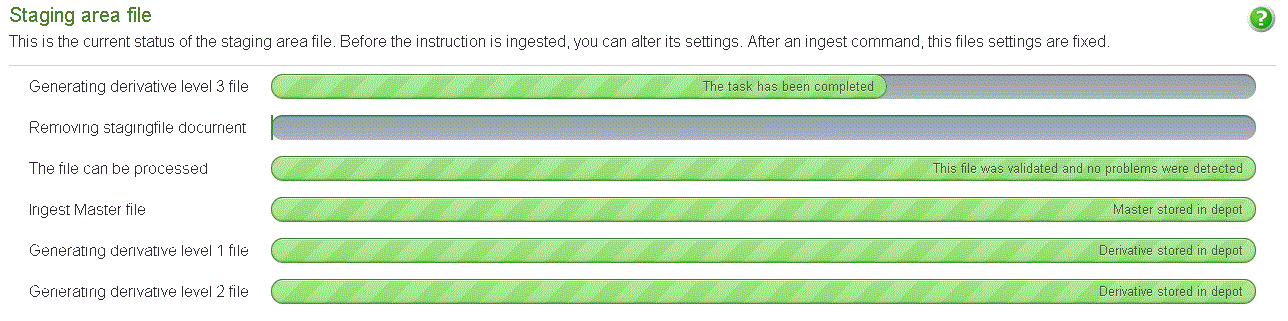 Staging area file
This is the current status of the staging area file. Before the instruction is ingested, you can alter its settings. After an ingest command, this files settings are fixed.
Generating derivative level 3 file The task has been completed
Removing stagingfile document
The file can be processed This file was validated and no problems were detected
Ingest Master file Master stored in depot
Generating derivative level 1 file Derivative stored in depot
Generating derivative level 2 file Derivative stored in depot